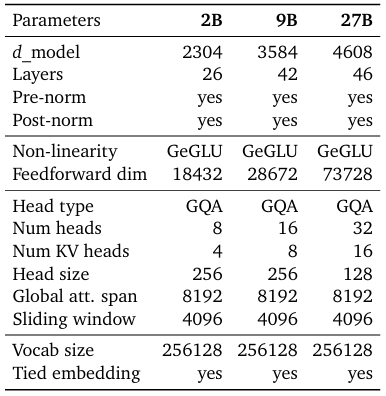 Parameters 2B 9B 27B
d_model 2304 3584 4608
Layers 26 42 46
Pre-norm yes yes yes
Post-norm yes yes yes
Non-linearity GeGLU GeGLU GeGLU
Feedforward dim 18432 28672 73728
Head type GQA GQA GQA
Num heads 8 16 32
Num KV heads 4 8 16
Head size 256 256 128
Global att. span 8192 8192 8192
Sliding window 4096 4096 4096
Vocab size 256128 256128 256128
Tied embedding yes yes yes